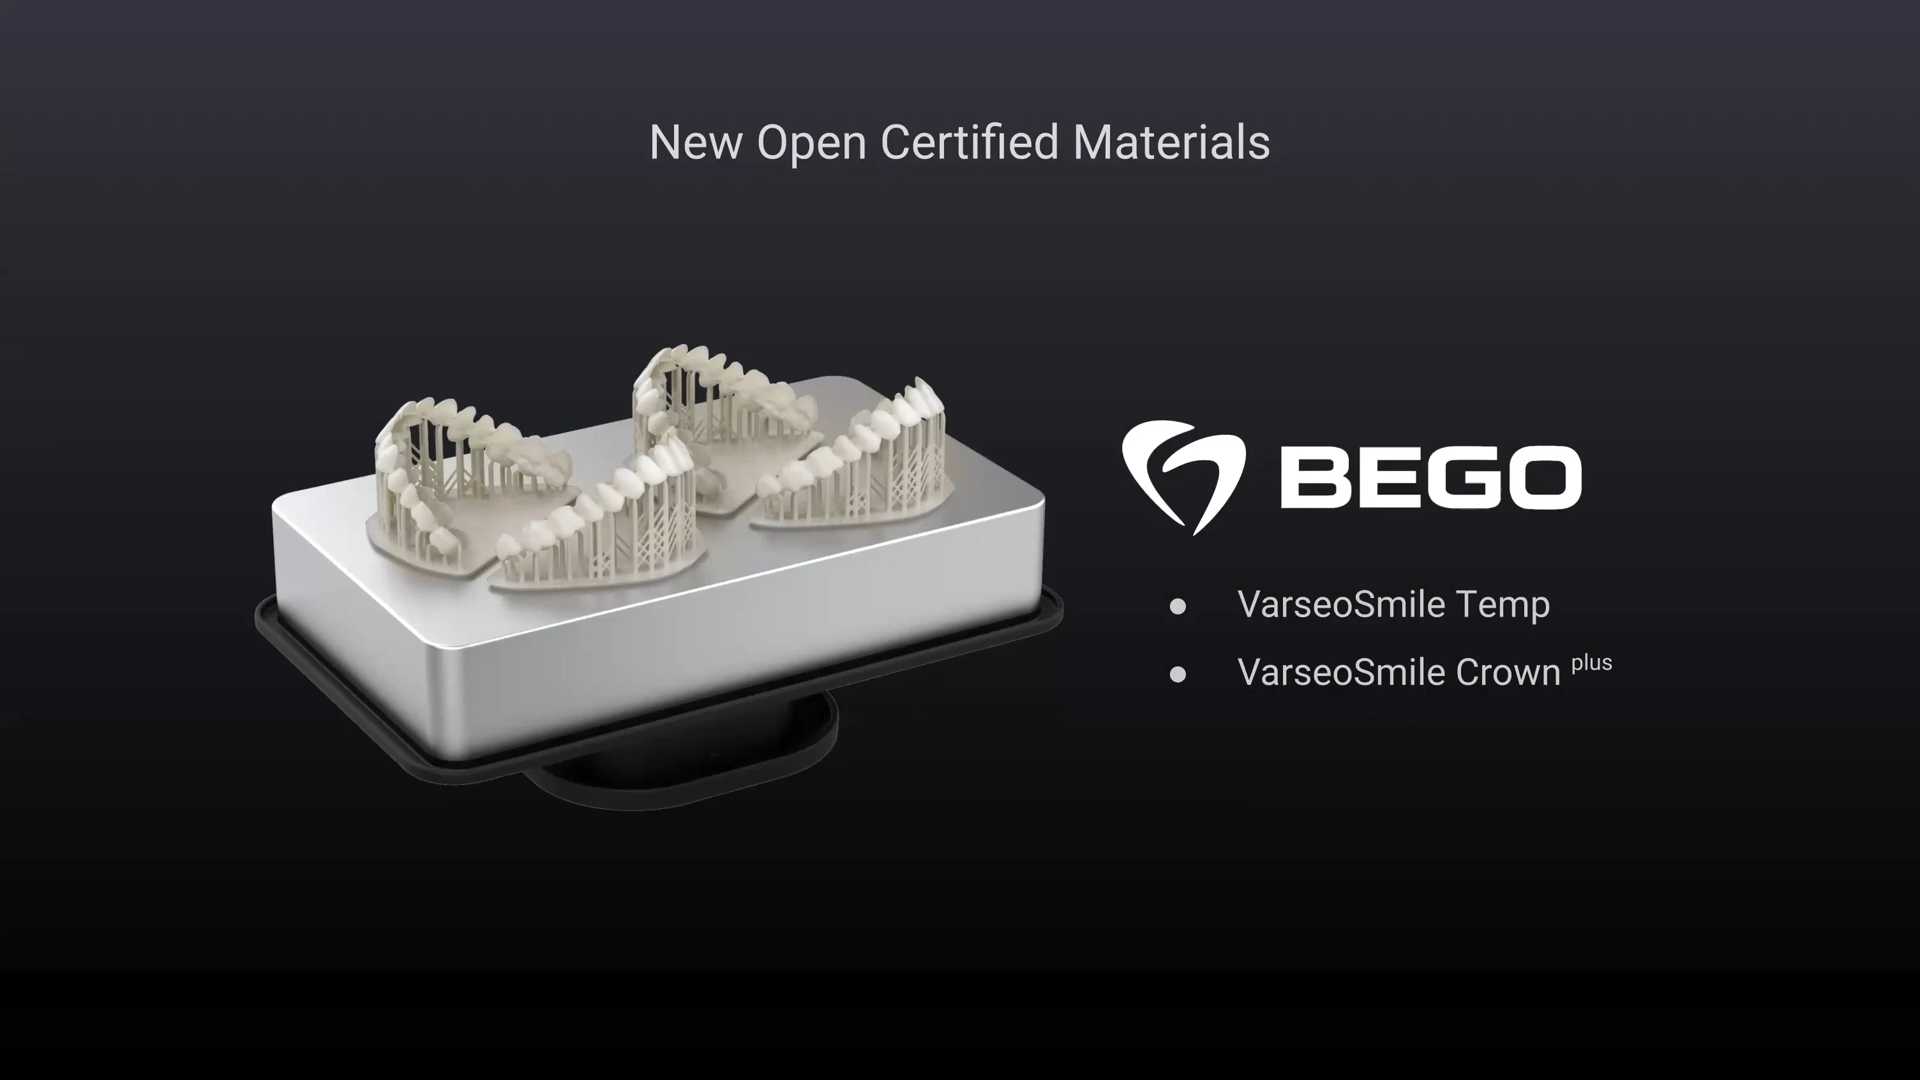 New Open Certified Materials
BEGO
• VarseoSmile Temp
• VarseoSmile Crown plus